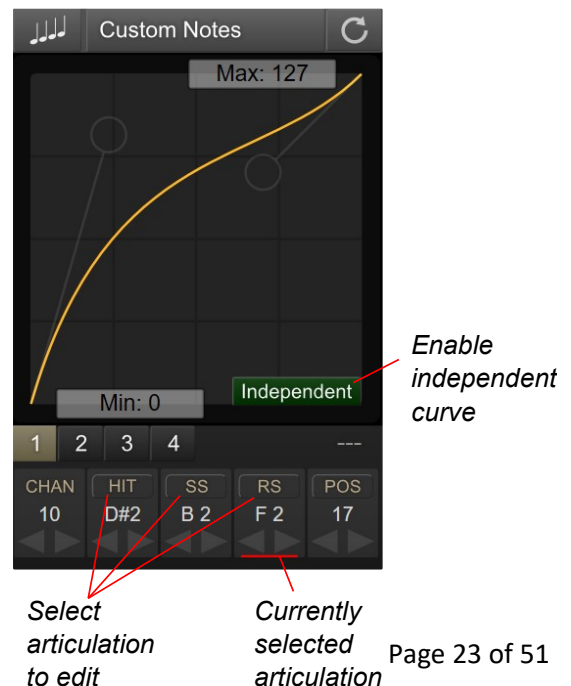 Custom Notes
Max: 127
Min: 0
Independent
Enable
independent
curve
1 2 3 4 ---
CHAN HIT SS RS POS
10 D#2 B 2 F 2 17
Select
articulation
to edit
Currently
selected
articulation
Page 23 of 51